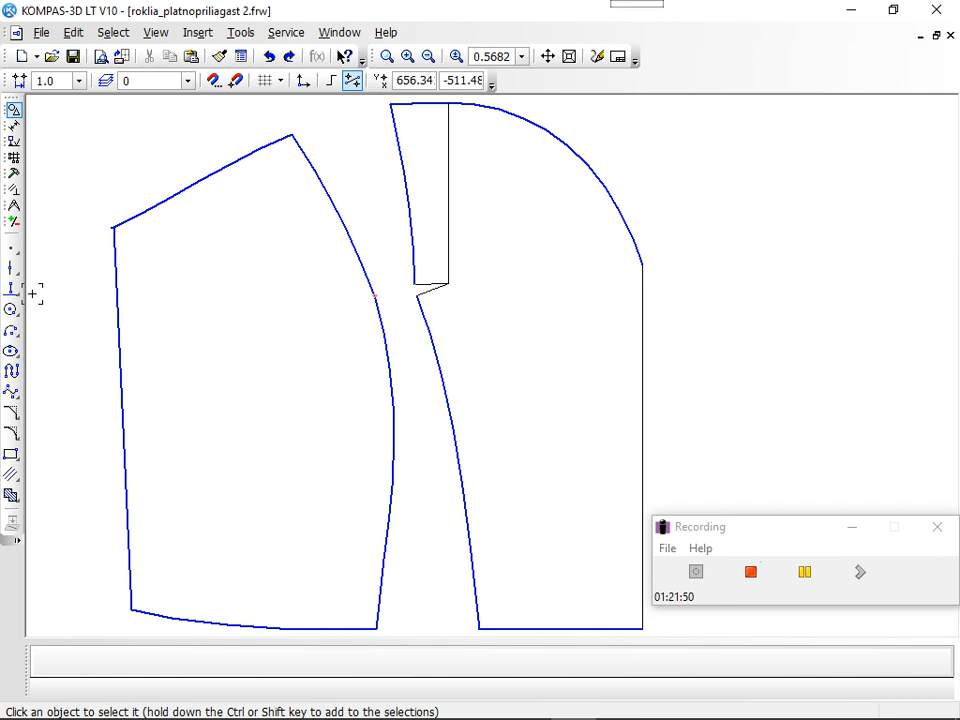 KOMPAS-3D LT V10 - [roklia_platnopriliagast 2.frw]
File Edit Select View Insert Tools Service Window Help
f(x) 0.5682
1.0 0 656.34 -511.48
Recording
File Help
01:21:50
Click an object to select it (hold down the Ctrl or Shift key to add to the selections)